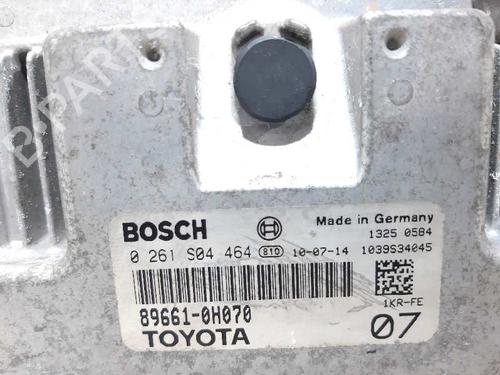 B-PARTS
BOSCH
Made in Germany
1325 0584
0 261 S04 464 810 10-07-14 1039S34045
1KR-FE
89661-0H070
TOYOTA
07